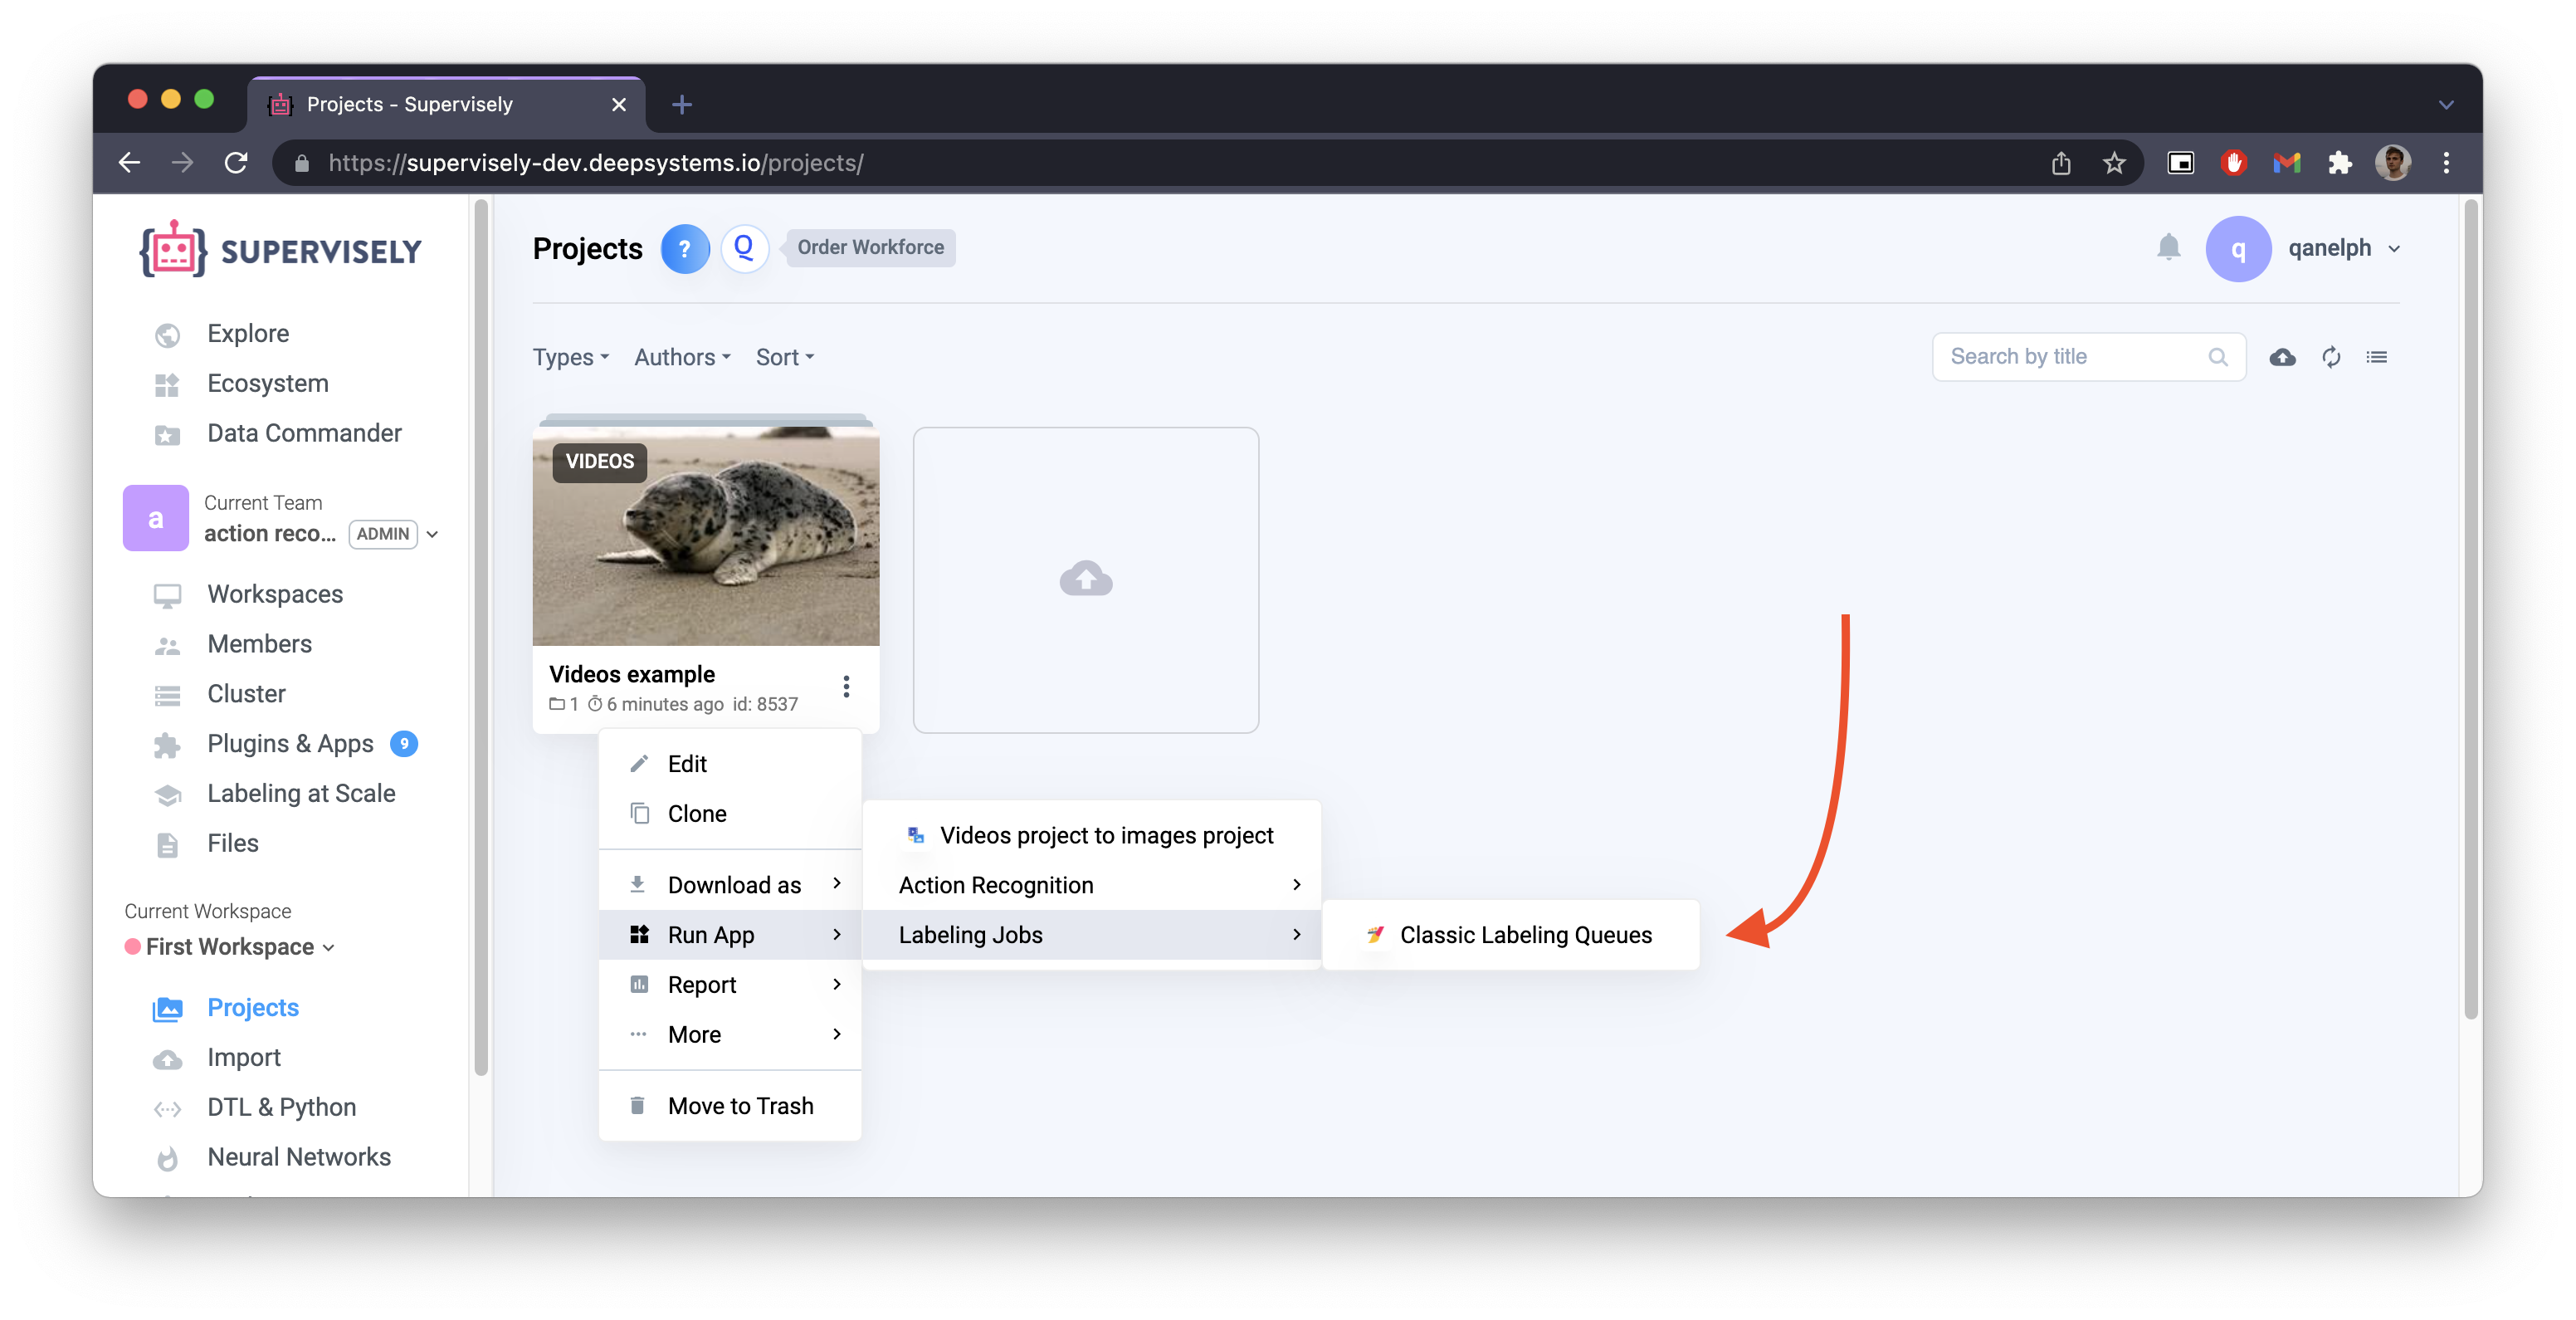 Projects - Supervisely
https://supervisely-dev.deepsystems.io/projects/
SUPERVISELY
Explore
Ecosystem
Data Commander
a
Current Team
action reco... ADMIN
Workspaces
Members
Cluster
Plugins & Apps 9
Labeling at Scale
Files
Current Workspace
First Workspace
Projects
Import
DTL & Python
Neural Networks
Projects ? Q Order Workforce
q qanelph
Types Authors Sort
Search by title
VIDEOS
Videos example
1 6 minutes ago id: 8537
Edit
Clone
Download as
Run App
Report
More
Move to Trash
Videos project to images project
Action Recognition
Labeling Jobs
Classic Labeling Queues